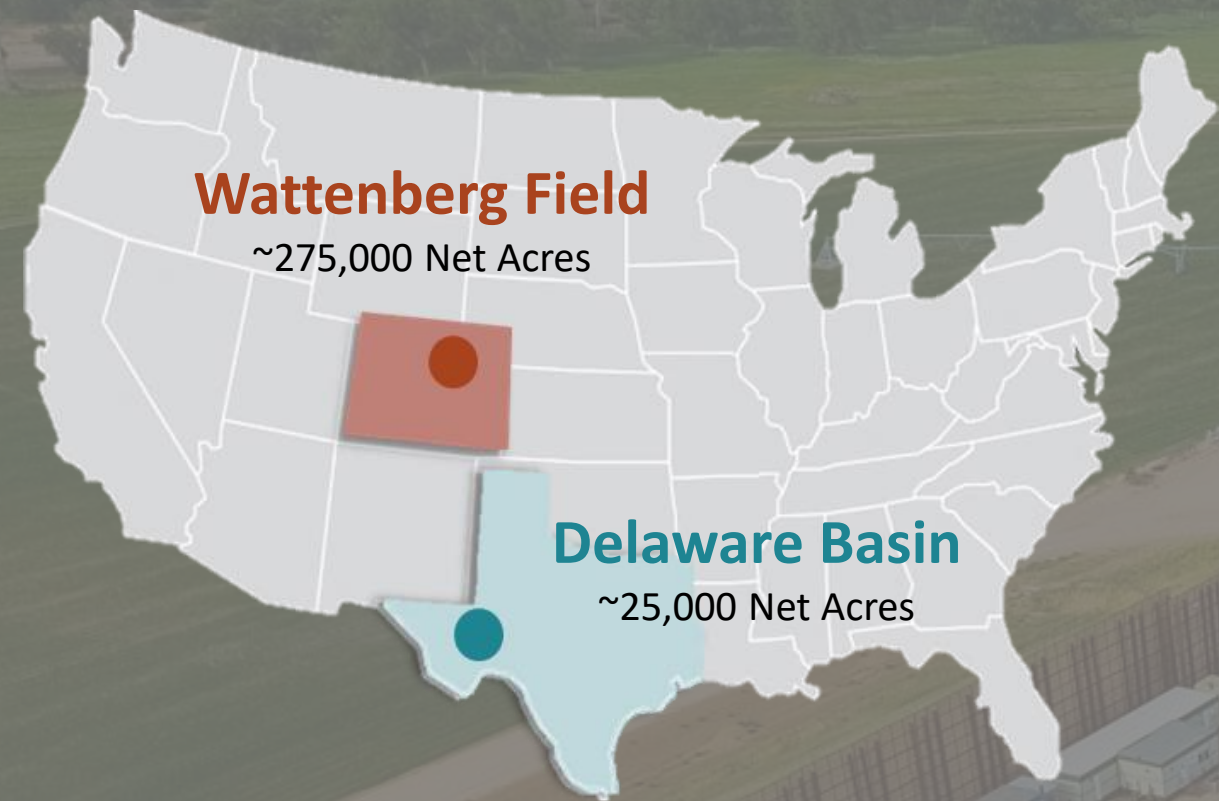 Wattenberg Field
~275,000 Net Acres
Delaware Basin
~25,000 Net Acres